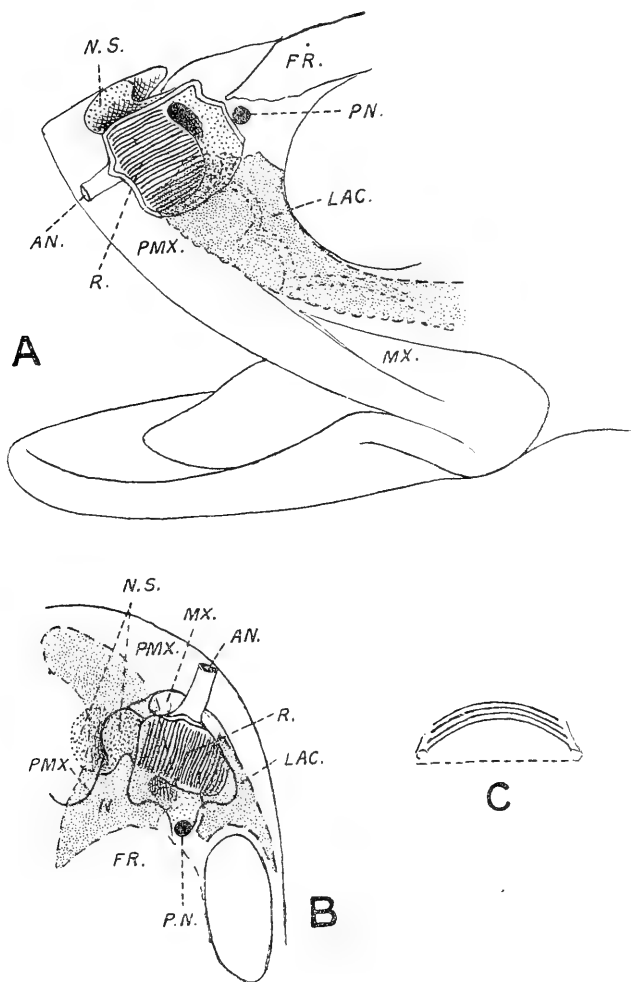 N.S.
FR.
PN.
LAC.
AN.
PMX.
R.
MX.
A
N.S.
MX.
PMX.
AN.
R.
PMX.
LAC.
N
FR.
P.N.
B
C